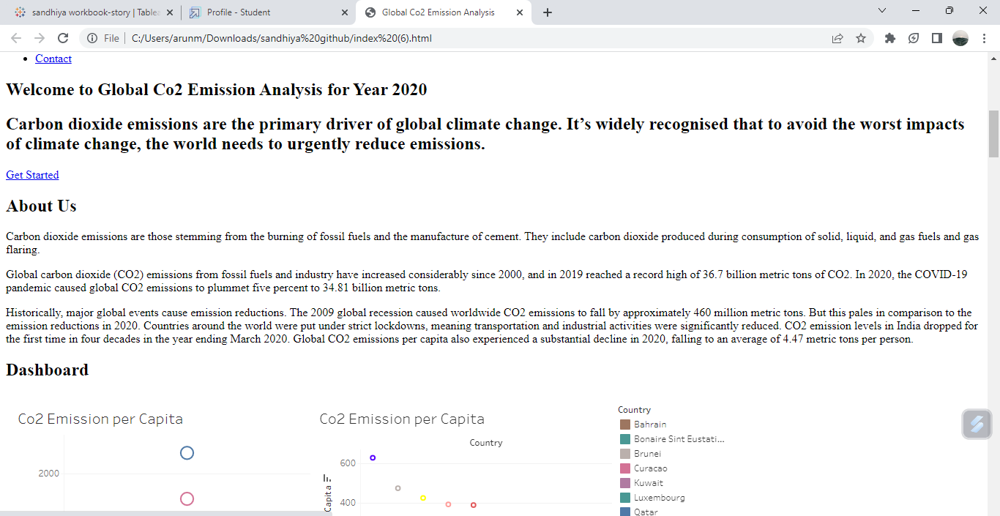 sandhiya workbook-story | Tablea
Profile - Student
Global Co2 Emission Analysis
File
C:/Users/arunm/Downloads/sandhiya%20github/index%20(6).html
Contact
Welcome to Global Co2 Emission Analysis for Year 2020
Carbon dioxide emissions are the primary driver of global climate change. It’s widely recognised that to avoid the worst impacts
of climate change, the world needs to urgently reduce emissions.
Get Started
About Us
Carbon dioxide emissions are those stemming from the burning of fossil fuels and the manufacture of cement. They include carbon dioxide produced during consumption of solid, liquid, and gas fuels and gas
flaring.
Global carbon dioxide (CO2) emissions from fossil fuels and industry have increased considerably since 2000, and in 2019 reached a record high of 36.7 billion metric tons of CO2. In 2020, the COVID-19
pandemic caused global CO2 emissions to plummet five percent to 34.81 billion metric tons.
Historically, major global events cause emission reductions. The 2009 global recession caused worldwide CO2 emissions to fall by approximately 460 million metric tons. But this pales in comparison to the
emission reductions in 2020. Countries around the world were put under strict lockdowns, meaning transportation and industrial activities were significantly reduced. CO2 emission levels in India dropped for
the first time in four decades in the year ending March 2020. Global CO2 emissions per capita also experienced a substantial decline in 2020, falling to an average of 4.47 metric tons per person.
Dashboard
Co2 Emission per Capita
2000
Co2 Emission per Capita
Country
600
400
Capita
Country
Bahrain
Bonaire Sint Eustati...
Brunei
Curacao
Kuwait
Luxembourg
Qatar